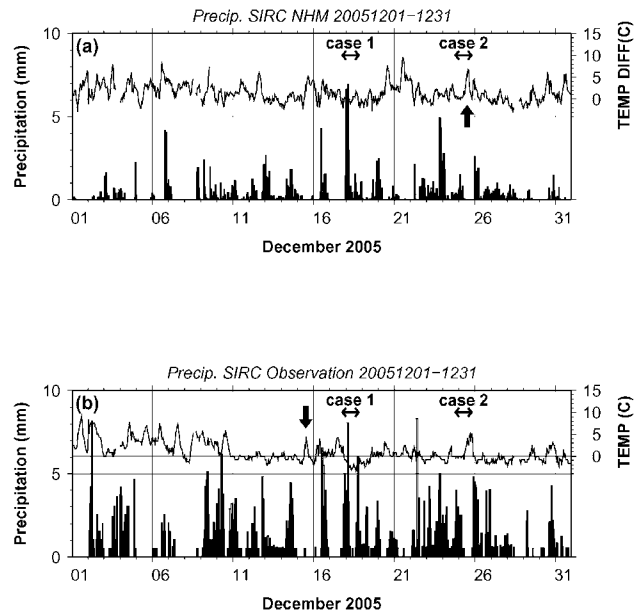 Precip. SIRC NHM 20051201−1231
10
5
0
Precipitation (mm)
(a)
case 1
case 2
15
10
5
0
TEMP DIFF(C)
01
06
11
16
21
26
31
December 2005
Precip. SIRC Observation 20051201−1231
10
5
0
Precipitation (mm)
(b)
case 1
case 2
15
10
5
0
TEMP (C)
01
06
11
16
21
26
31
December 2005